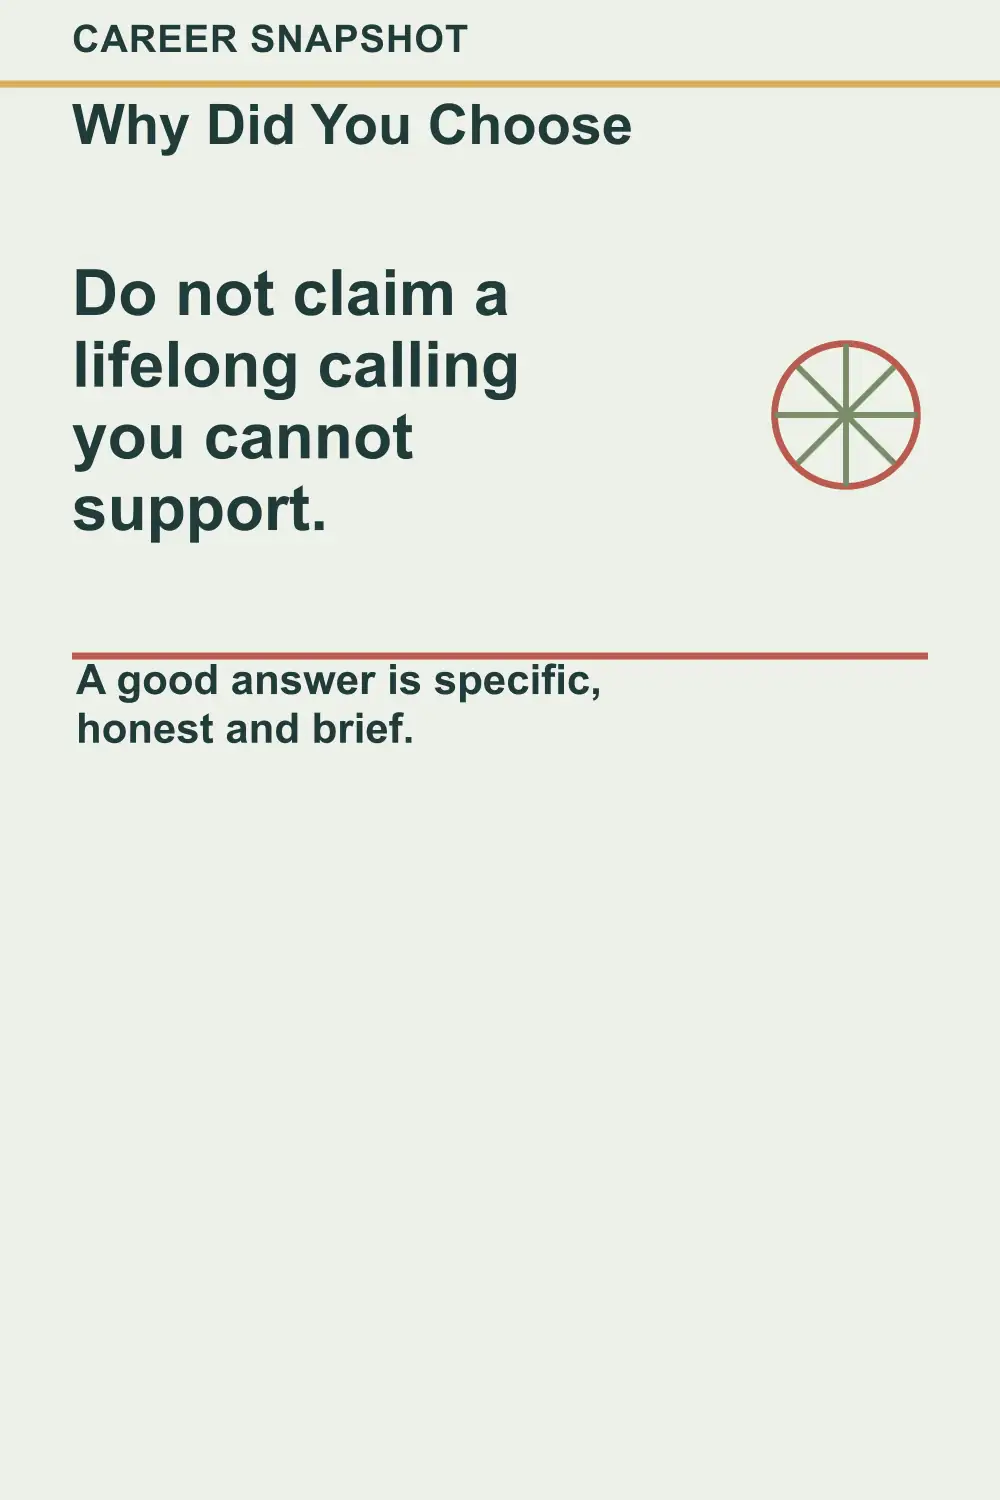 CAREER SNAPSHOT
Why Did You Choose
Do not claim a
lifelong calling
you cannot
support.
A good answer is specific,
honest and brief.